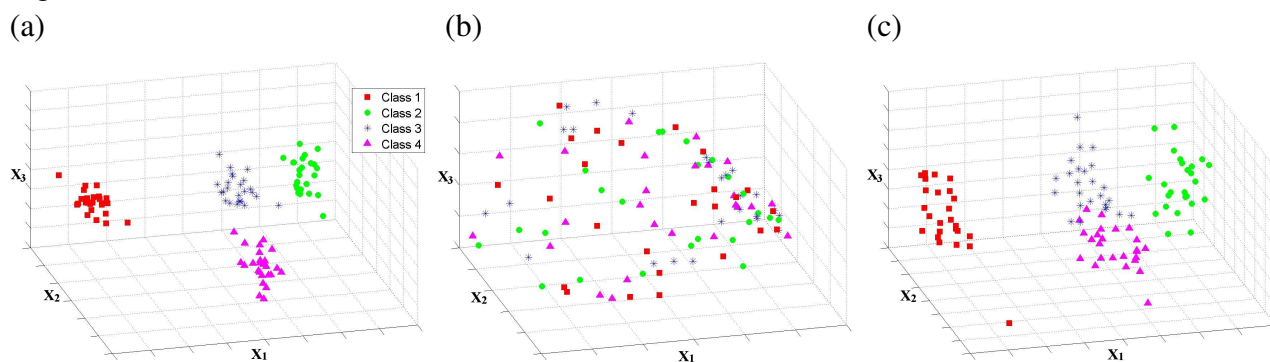 (a)
(b)
(c)
Class 1
Class 2
Class 3
Class 4
X3
X2
X1
X3
X2
X1
X3
X2
X1